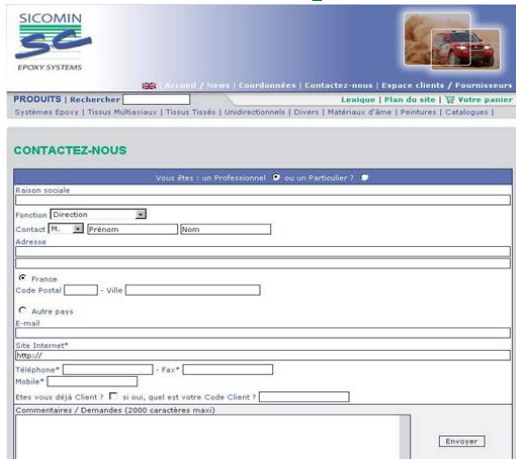 SICOMIN
SC
EPOXY SYSTEMS
| Accueil / News | Coordonnées | Contactez-nous | Espace clients / Fournisseurs
PRODUITS | Rechercher
Lexique | Plan du site | Votre panier
Systèmes Epoxy | Tissus Multiaxiaux | Tissus Tissés | Unidirectionnels | Divers | Matériaux d'âme | Peintures | Catalogues |
CONTACTEZ-NOUS
Vous êtes : un Professionnel ou un Particulier ?
Raison sociale
Fonction Direction
Contact M. Prénom Nom
Adresse
France
Code Postal - Ville
Autre pays
E-mail
Site Internet*
http://
Téléphone* - Fax*
Mobile*
Etes vous déjà Client ? si oui, quel est votre Code Client ?
Commentaires / Demandes (2000 caractères maxi)
Envoyer